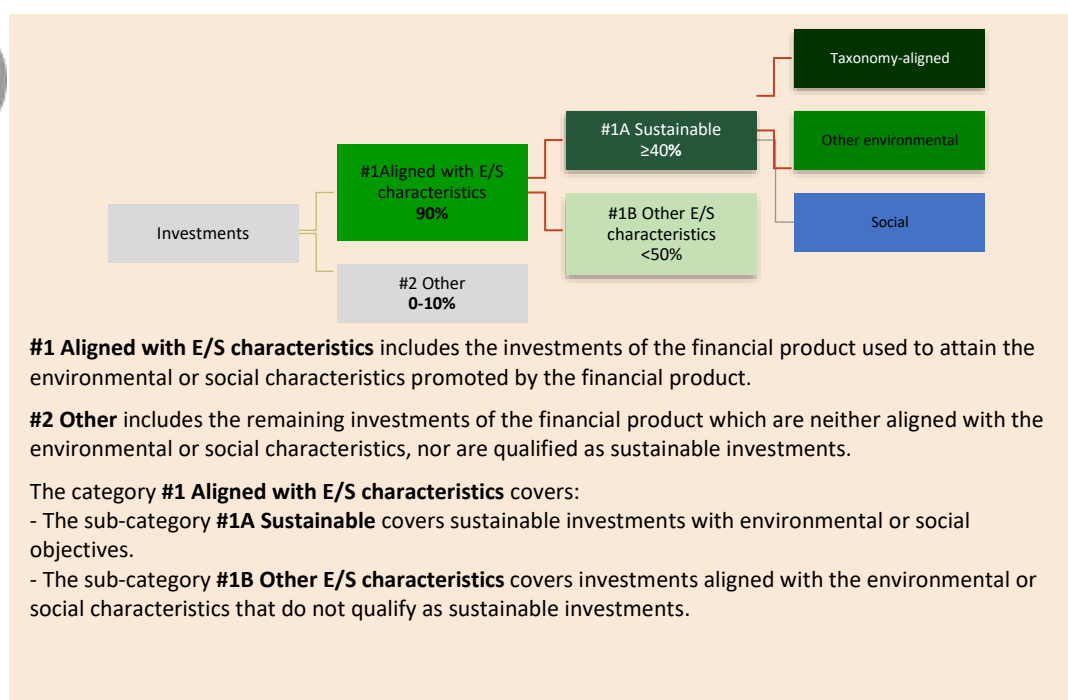 Taxonomy-aligned
#1A Sustainable
≥40%
Other environmental
#1Aligned with E/S
characteristics
90%
#1B Other E/S
characteristics
<50%
Social
Investments
#2 Other
0-10%
#1 Aligned with E/S characteristics includes the investments of the financial product used to attain the
environmental or social characteristics promoted by the financial product.
#2 Other includes the remaining investments of the financial product which are neither aligned with the
environmental or social characteristics, nor are qualified as sustainable investments.
The category #1 Aligned with E/S characteristics covers:
- The sub-category #1A Sustainable covers sustainable investments with environmental or social
objectives.
- The sub-category #1B Other E/S characteristics covers investments aligned with the environmental or
social characteristics that do not qualify as sustainable investments.